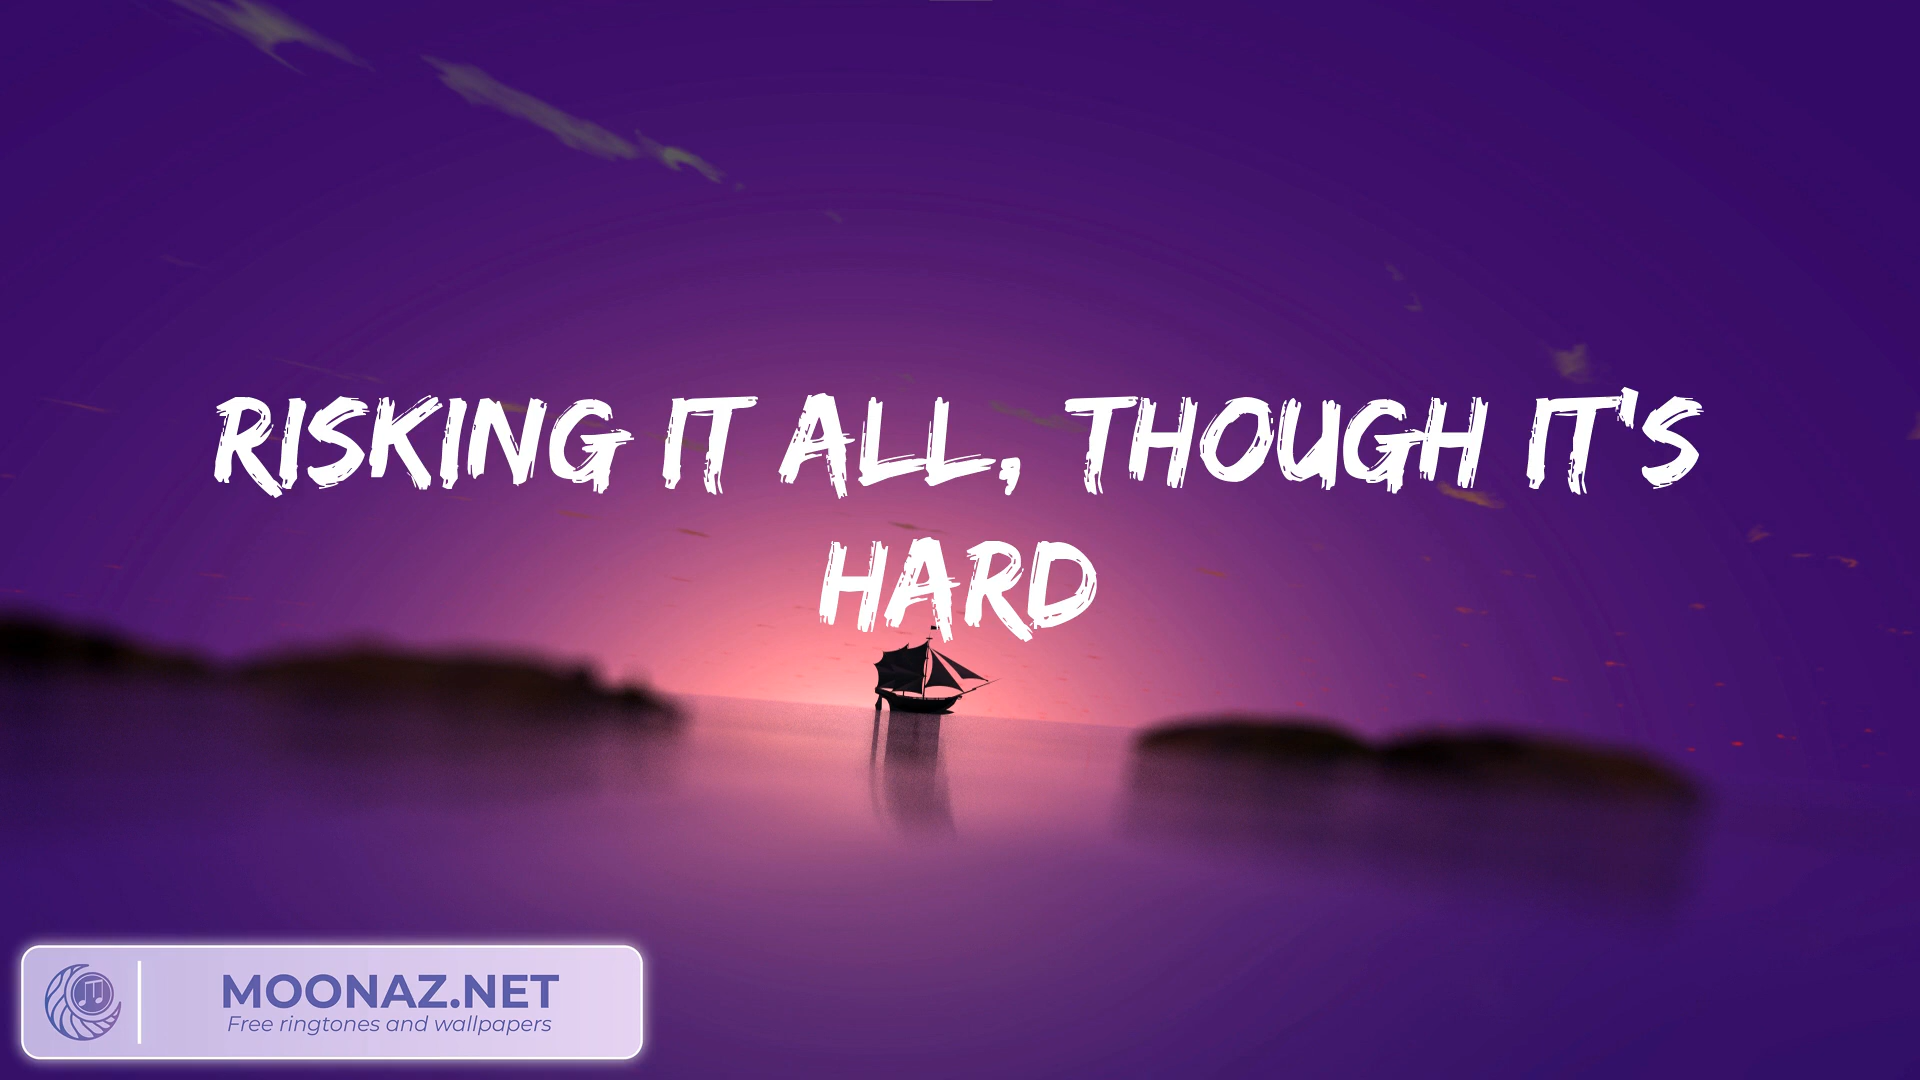 RISKING IT ALL, THOUGH IT'S
HARD
MOONAZ.NET
Free ringtones and wallpapers